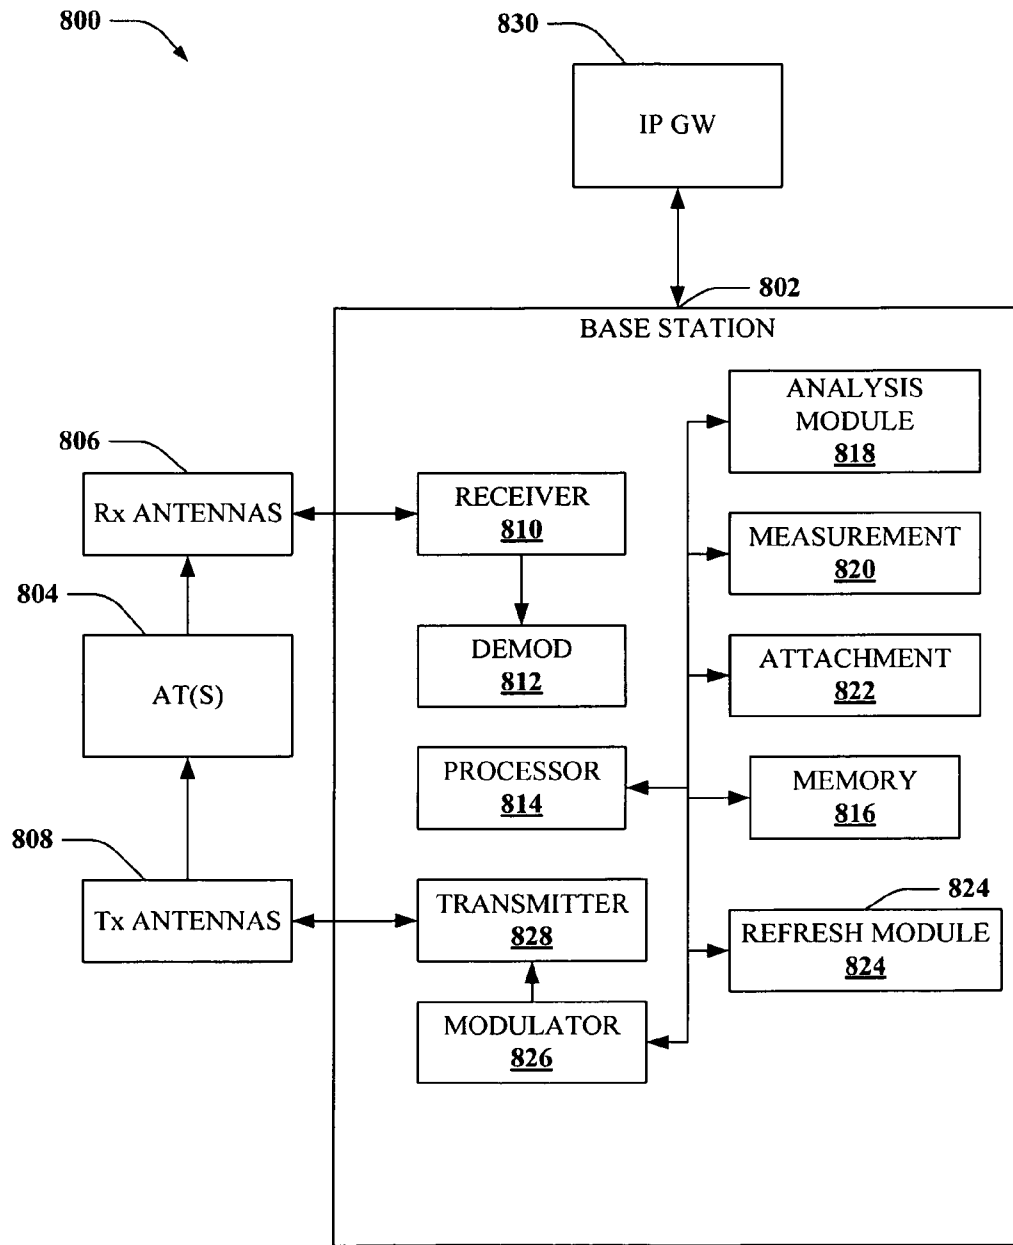 800
830
IP GW
802
BASE STATION
ANALYSIS
MODULE
818
806
Rx ANTENNAS
RECEIVER
810
MEASUREMENT
820
804
AT(S)
DEMOD
812
ATTACHMENT
822
PROCESSOR
814
MEMORY
816
808
Tx ANTENNAS
TRANSMITTER
828
824
REFRESH MODULE
824
MODULATOR
826